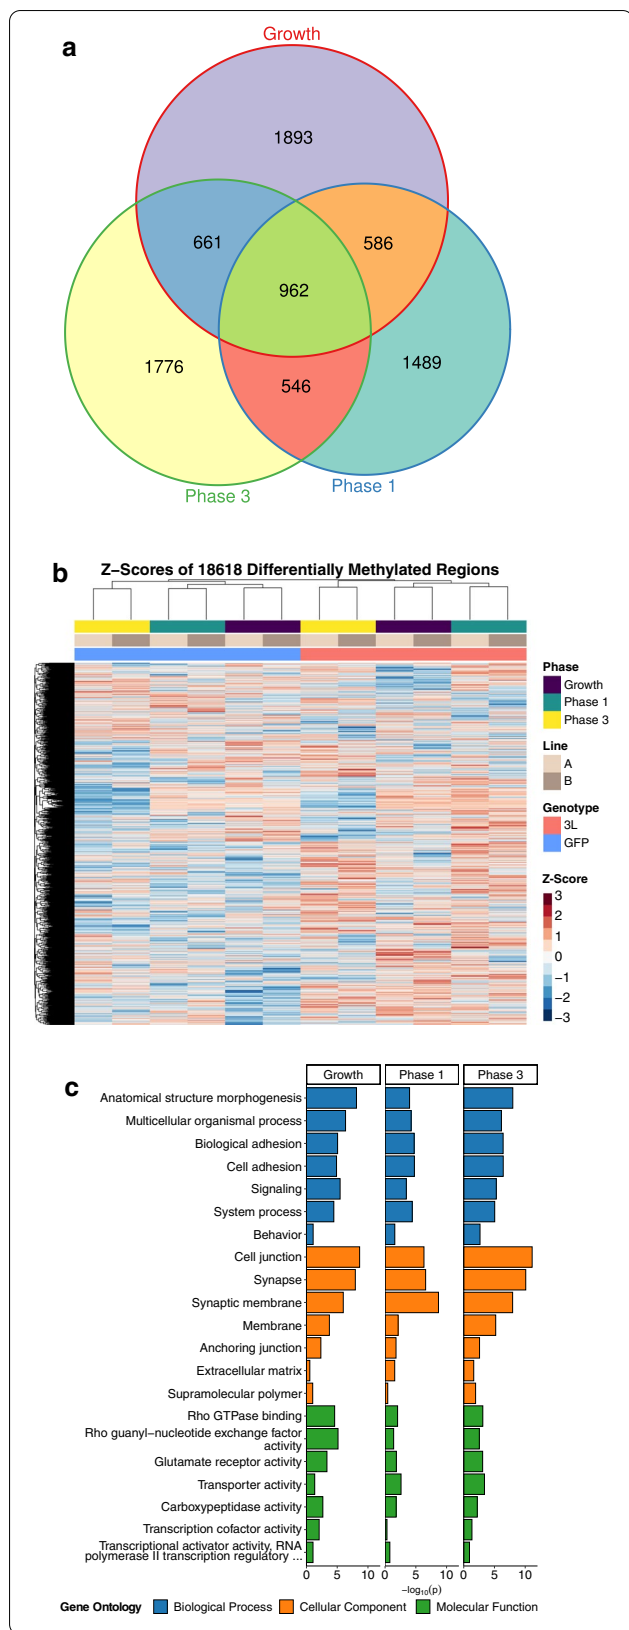 a
Growth
1893
661
586
962
1776
1489
546
Phase 3
Phase 1
b
Z−Scores of 18618 Differentially Methylated Regions
Phase
Growth
Phase 1
Phase 3
Line
A
B
Genotype
3L
GFP
Z−Score
3
2
1
0
−1
−2
−3
c
Growth Phase 1 Phase 3
Anatomical structure morphogenesis
Multicellular organismal process
Biological adhesion
Cell adhesion
Signaling
System process
Behavior
Cell junction
Synapse
Synaptic membrane
Membrane
Anchoring junction
Extracellular matrix
Supramolecular polymer
Rho GTPase binding
Rho guanyl−nucleotide exchange factor
activity
Glutamate receptor activity
Transporter activity
Carboxypeptidase activity
Transcription cofactor activity
Transcriptional activator activity, RNA
polymerase II transcription regulatory ...
0 5 10 0 5 10 0 5 10
−log10(p)
Gene Ontology Biological Process Cellular Component Molecular Function